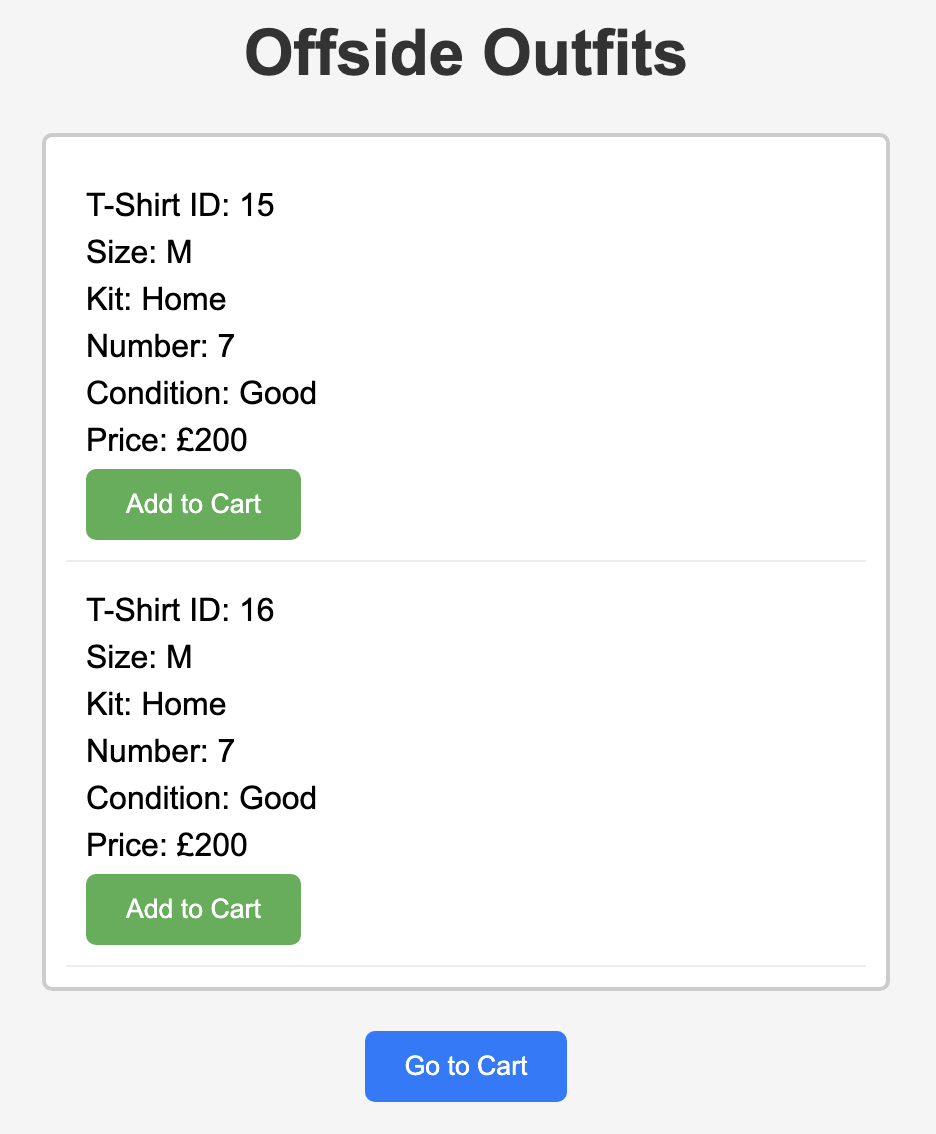 Offside Outfits
T-Shirt ID: 15
Size: M
Kit: Home
Number: 7
Condition: Good
Price: £200
Add to Cart
T-Shirt ID: 16
Size: M
Kit: Home
Number: 7
Condition: Good
Price: £200
Add to Cart
Go to Cart